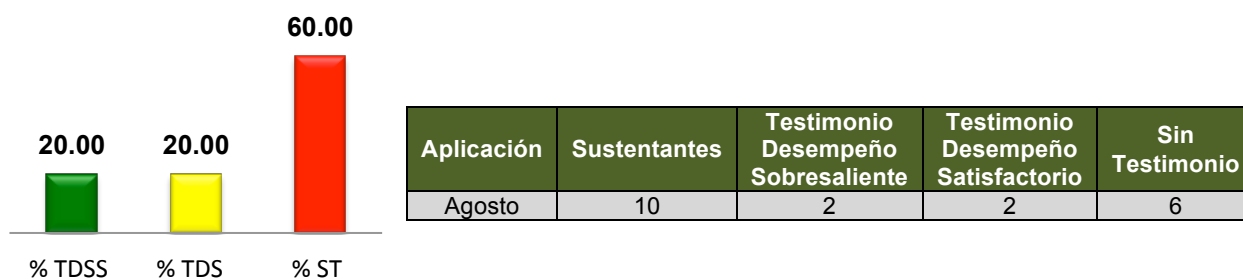 60.00
20.00 20.00
% TDSS % TDS % ST
Aplicación Sustentantes Testimonio Desempeño Sobresaliente Testimonio Desempeño Satisfactorio Sin Testimonio
Agosto 10 2 2 6